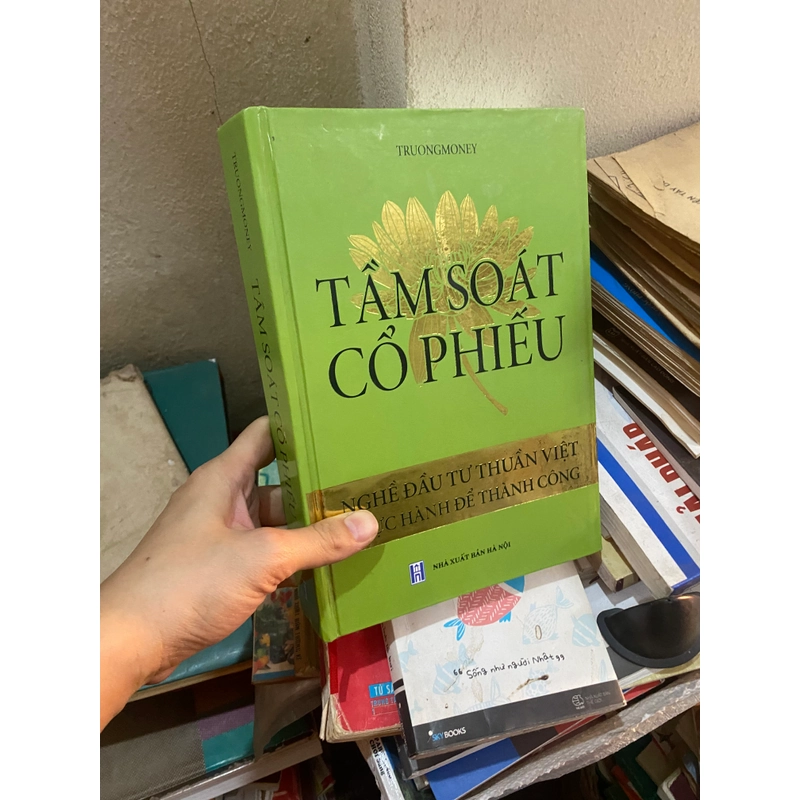 TRUONGMONEY
TẦM SOÁT
CỔ PHIẾU
NGHỀ ĐẦU TƯ THUẦN VIỆT
HÀNH ĐỂ THÀNH CÔNG
NHÀ XUẤT BẢN HÀ NỘI
TRUONGMONEY
TẦM SOÁT CỔ PHIẾU
“ Sống như người Nhật ”
SKYBOOKS